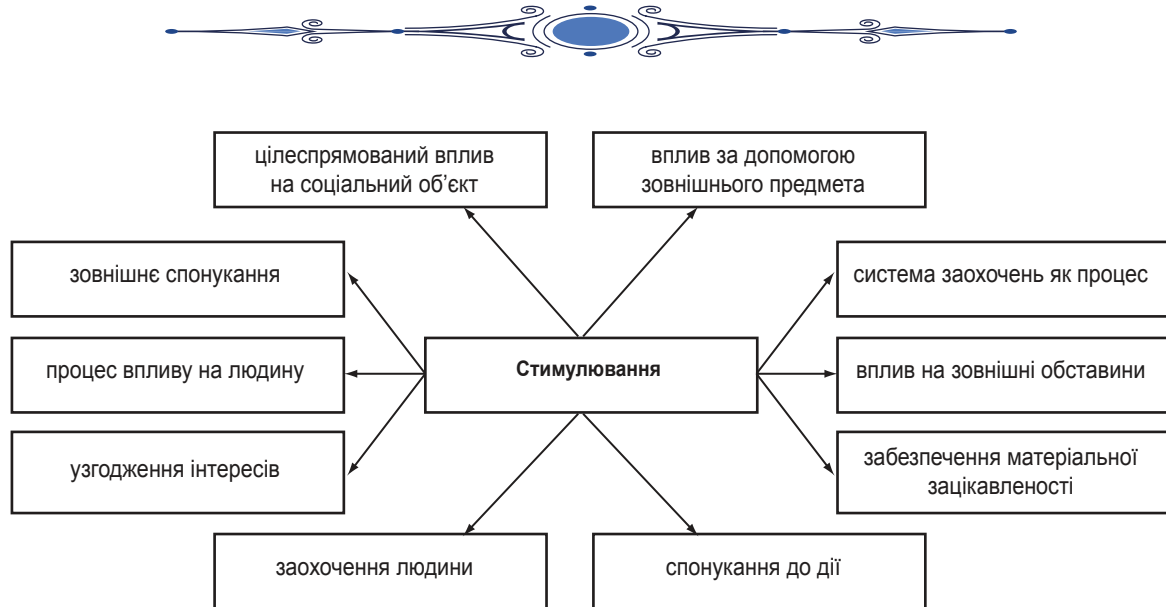 цілеспрямований вплив
на соціальний об’єкт
вплив за допомогою
зовнішнього предмета
зовнішнє спонукання
система заохочень як процес
процес впливу на людину
Стимулювання
вплив на зовнішні обставини
узгодження інтересів
забезпечення матеріальної
зацікавленості
заохочення людини
спонукання до дії